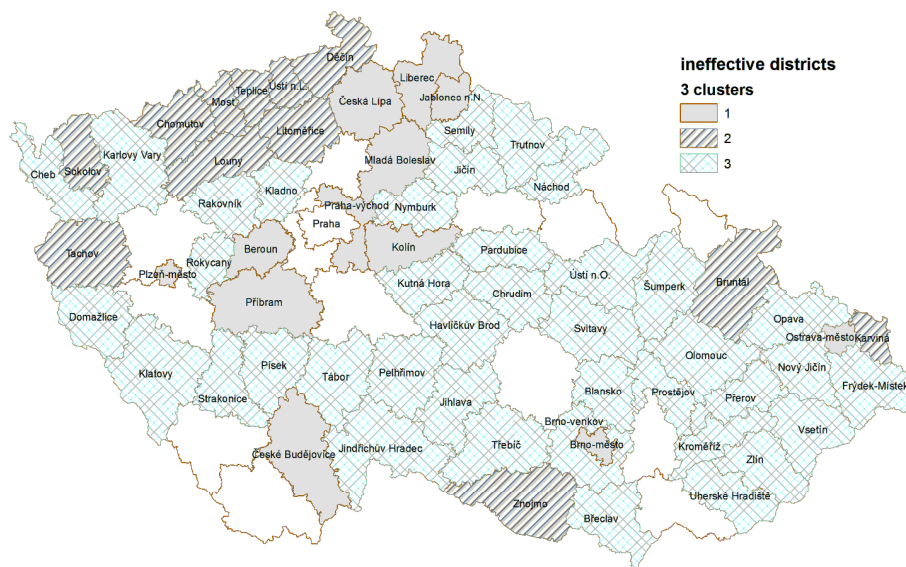 ineffective districts
3 clusters
1
2
3
Děčín
Liberec
Ústí n.L.
Teplice
Most
Česká Lípa
Jablonec n.N.
Chomutov
Litoměřice
Semily
Trutnov
Karlovy Vary
Louny
Mladá Boleslav
Jičín
Cheb
Sokolov
Kladno
Náchod
Rakovník
Praha-východ
Nymburk
Praha
Tachov
Rokycany
Beroun
Kolín
Pardubice
Plzeň-město
Ústí n.O.
Bruntál
Kutná Hora
Šumperk
Příbram
Chrudim
Domažlice
Opava
Havlíčkův Brod
Svitavy
Ostrava-město
Karviná
Klatovy
Písek
Tábor
Pelhřimov
Olomouc
Nový Jičín
Frýdek-Místek
Strakonice
Blansko
Prostějov
Přerov
Jihlava
Brno-venkov
Vsetín
České Budějovice
Jindřichův Hradec
Třebíč
Brno-město
Kroměříž
Zlín
Uherské Hradiště
Znojmo
Břeclav